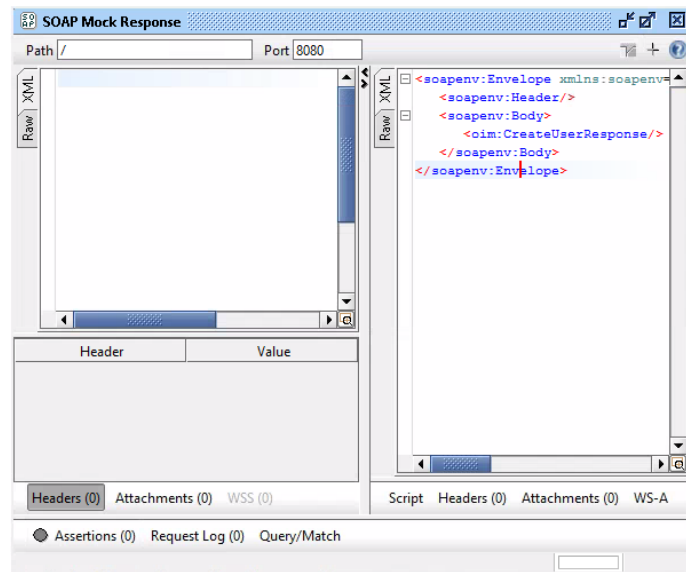 SOAP Mock Response
Path / Port 8080
XML
Raw
XML
Raw
<soapenv:Envelope xmlns:soapenv=
<soapenv:Header/>
<soapenv:Body>
<oim:CreateUserResponse/>
</soapenv:Body>
</soapenv:Envelope>
Header Value
Headers (0) Attachments (0) WSS (0)
Script Headers (0) Attachments (0) WS-A
Assertions (0) Request Log (0) Query/Match